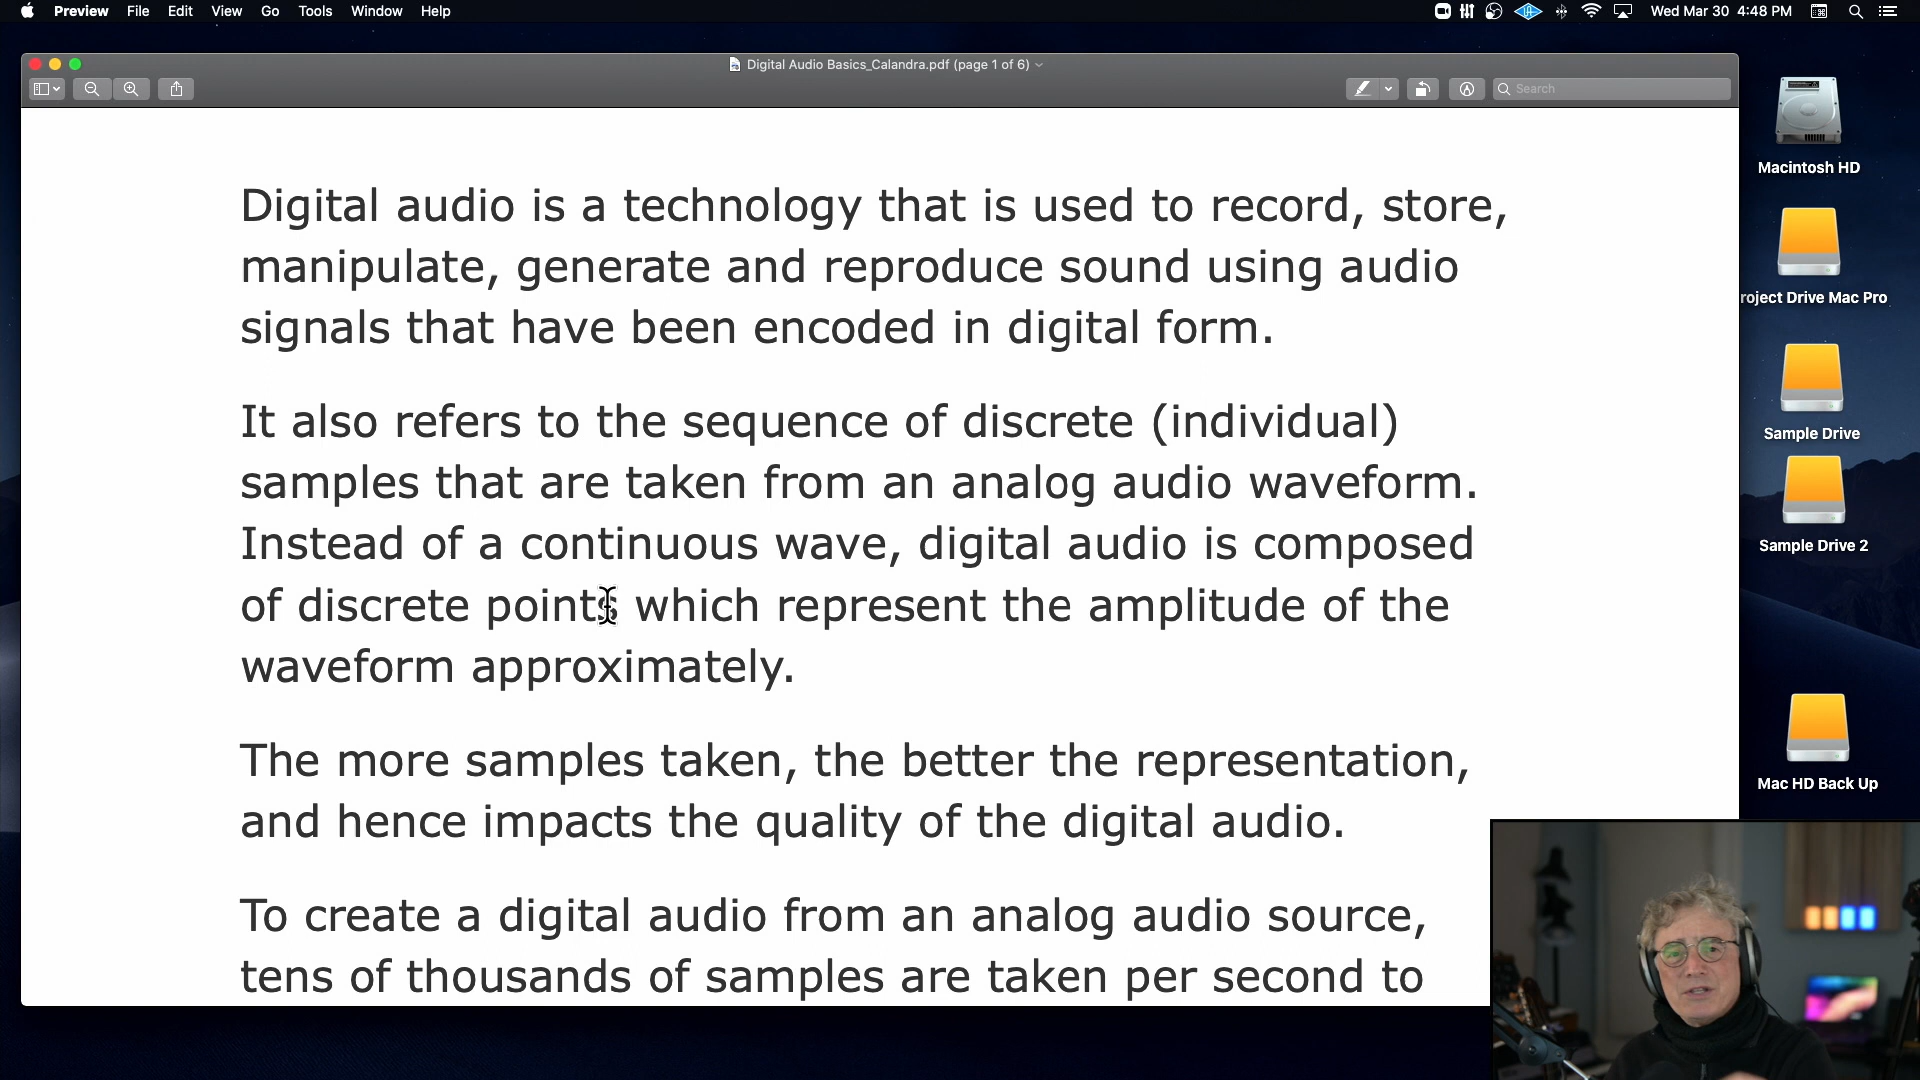 Preview File Edit View Go Tools Window Help
Wed Mar 30 4:48 PM
Digital Audio Basics_Calandra.pdf (page 1 of 6)
Search
Digital audio is a technology that is used to record, store,
manipulate, generate and reproduce sound using audio
signals that have been encoded in digital form.
It also refers to the sequence of discrete (individual)
samples that are taken from an analog audio waveform.
Instead of a continuous wave, digital audio is composed
of discrete points which represent the amplitude of the
waveform approximately.
The more samples taken, the better the representation,
and hence impacts the quality of the digital audio.
To create a digital audio from an analog audio source,
tens of thousands of samples are taken per second to
Macintosh HD
roject Drive Mac Pro
Sample Drive
Sample Drive 2
Mac HD Back Up